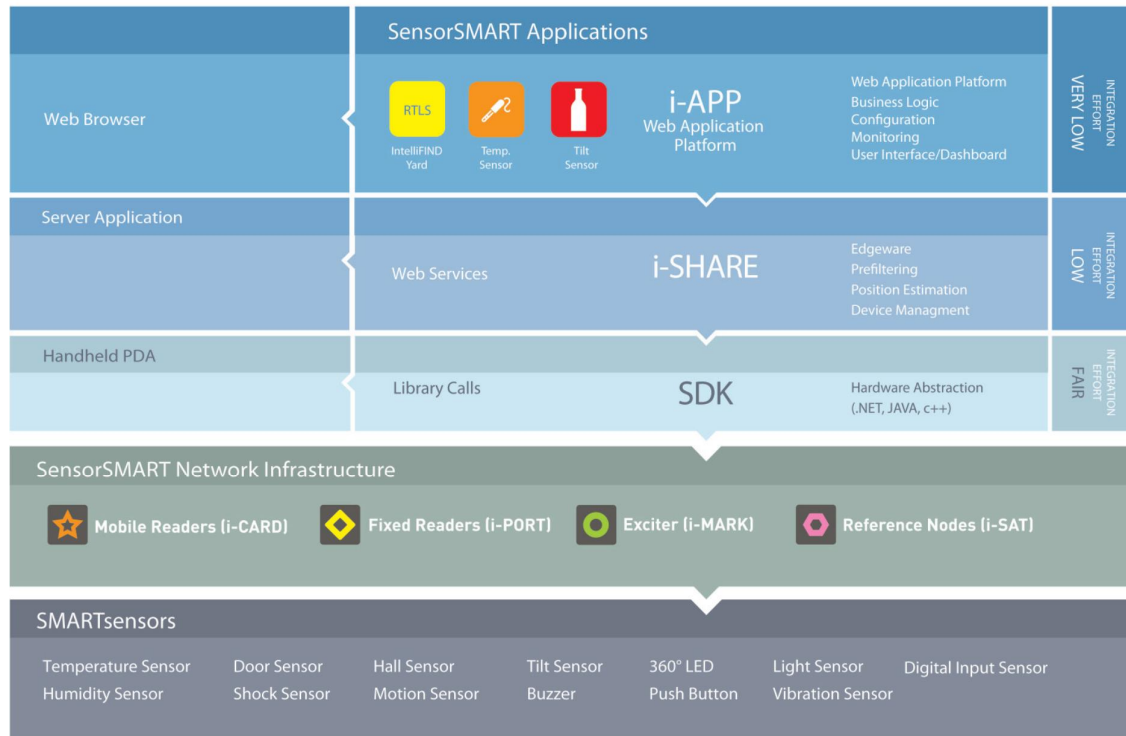 SensorSMART Applications
Web Browser
RTLS
IntelliFIND
Yard
Temp.
Sensor
Tilt
Sensor
i-APP
Web Application
Platform
Web Application Platform
Business Logic
Configuration
Monitoring
User Interface/Dashboard
INTEGRATION
EFFORT
VERY LOW
Server Application
Web Services
i-SHARE
Edgeware
Prefiltering
Position Estimation
Device Managment
INTEGRATION
EFFORT
LOW
Handheld PDA
Library Calls
SDK
Hardware Abstraction
(.NET, JAVA, c++)
INTEGRATION
EFFORT
FAIR
SensorSMART Network Infrastructure
Mobile Readers (i-CARD)
Fixed Readers (i-PORT)
Exciter (i-MARK)
Reference Nodes (i-SAT)
SMARTsensors
Temperature Sensor
Door Sensor
Hall Sensor
Tilt Sensor
360° LED
Light Sensor
Digital Input Sensor
Humidity Sensor
Shock Sensor
Motion Sensor
Buzzer
Push Button
Vibration Sensor